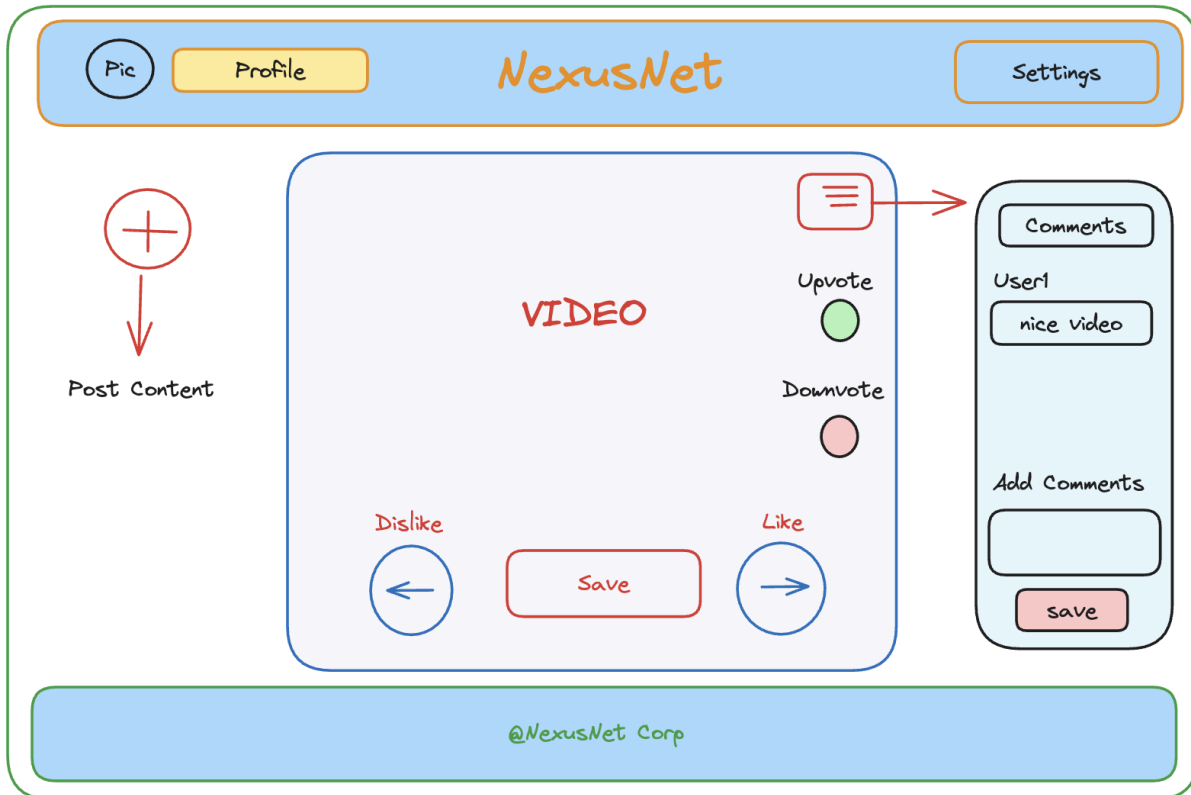 Pic
Profile
NexusNet
Settings
Comments
Upvote
User1
VIDEO
nice video
Downvote
Post Content
Add Comments
Dislike
Like
Save
save
@NexusNet Corp